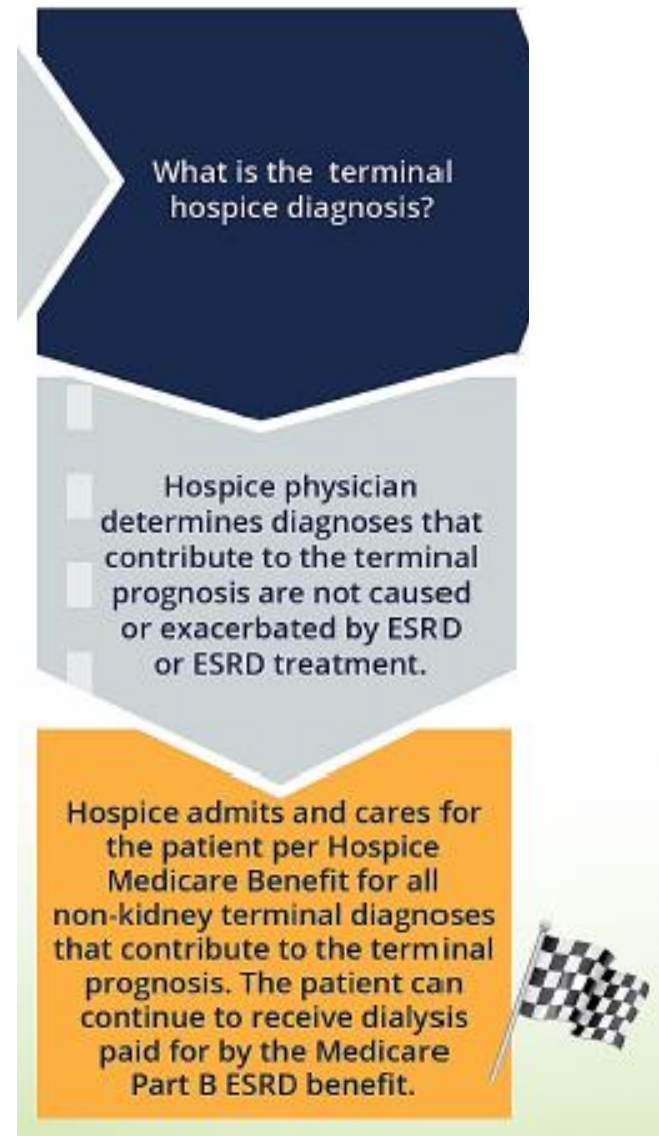 What is the terminal
hospice diagnosis?
Hospice physician
determines diagnoses that
contribute to the terminal
prognosis are not caused
or exacerbated by ESRD
or ESRD treatment.
Hospice admits and cares for
the patient per Hospice
Medicare Benefit for all
non-kidney terminal diagnoses
that contribute to the terminal
prognosis. The patient can
continue to receive dialysis
paid for by the Medicare
Part B ESRD benefit.